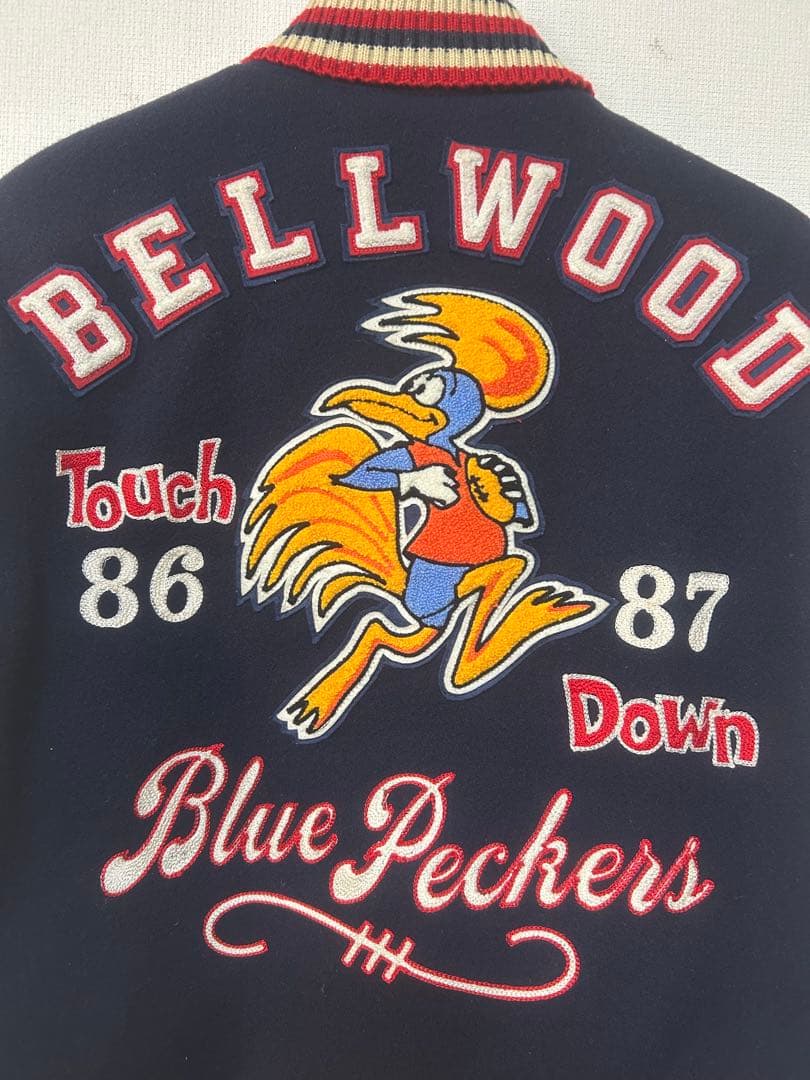 BELLWOOD
Touch
86 87
Down
Blue Peckers